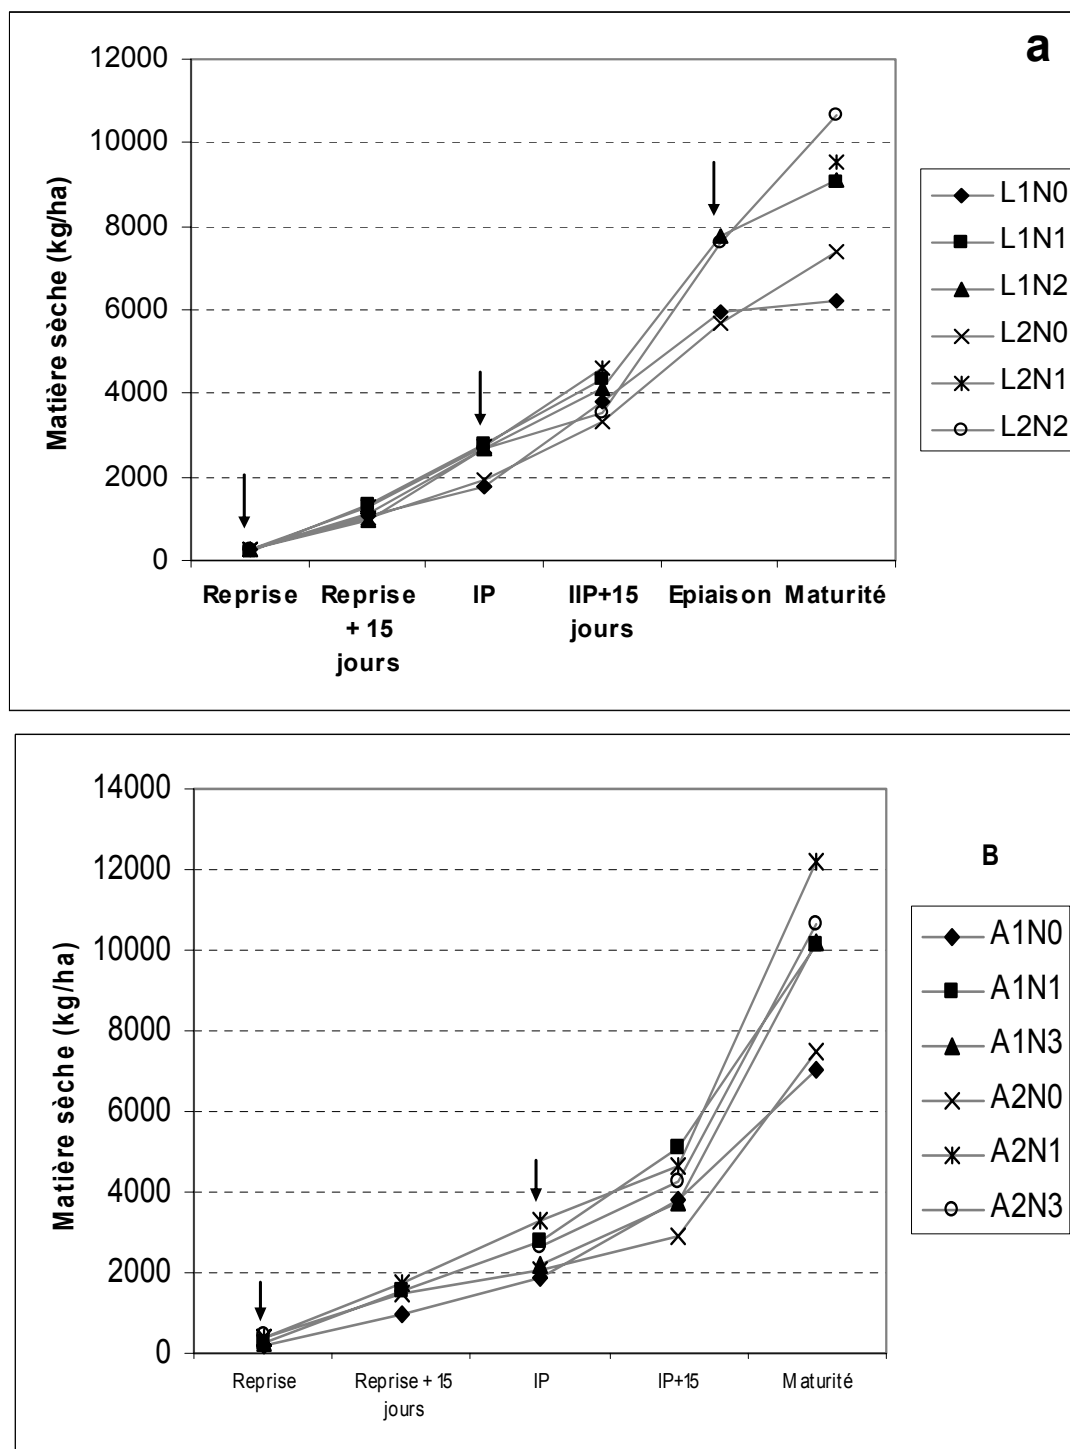 a
12000
10000
8000
6000
4000
2000
0
Matière sèche (kg/ha)
Reprise
Reprise
+ 15
jours
IP
IIP+15
jours
Epiaison
Maturité
L1N0
L1N1
L1N2
L2N0
L2N1
L2N2
B
14000
12000
10000
8000
6000
4000
2000
0
Matière sèche (kg/ha)
Reprise
Reprise + 15
jours
IP
IP+15
Maturité
A1N0
A1N1
A1N3
A2N0
A2N1
A2N3